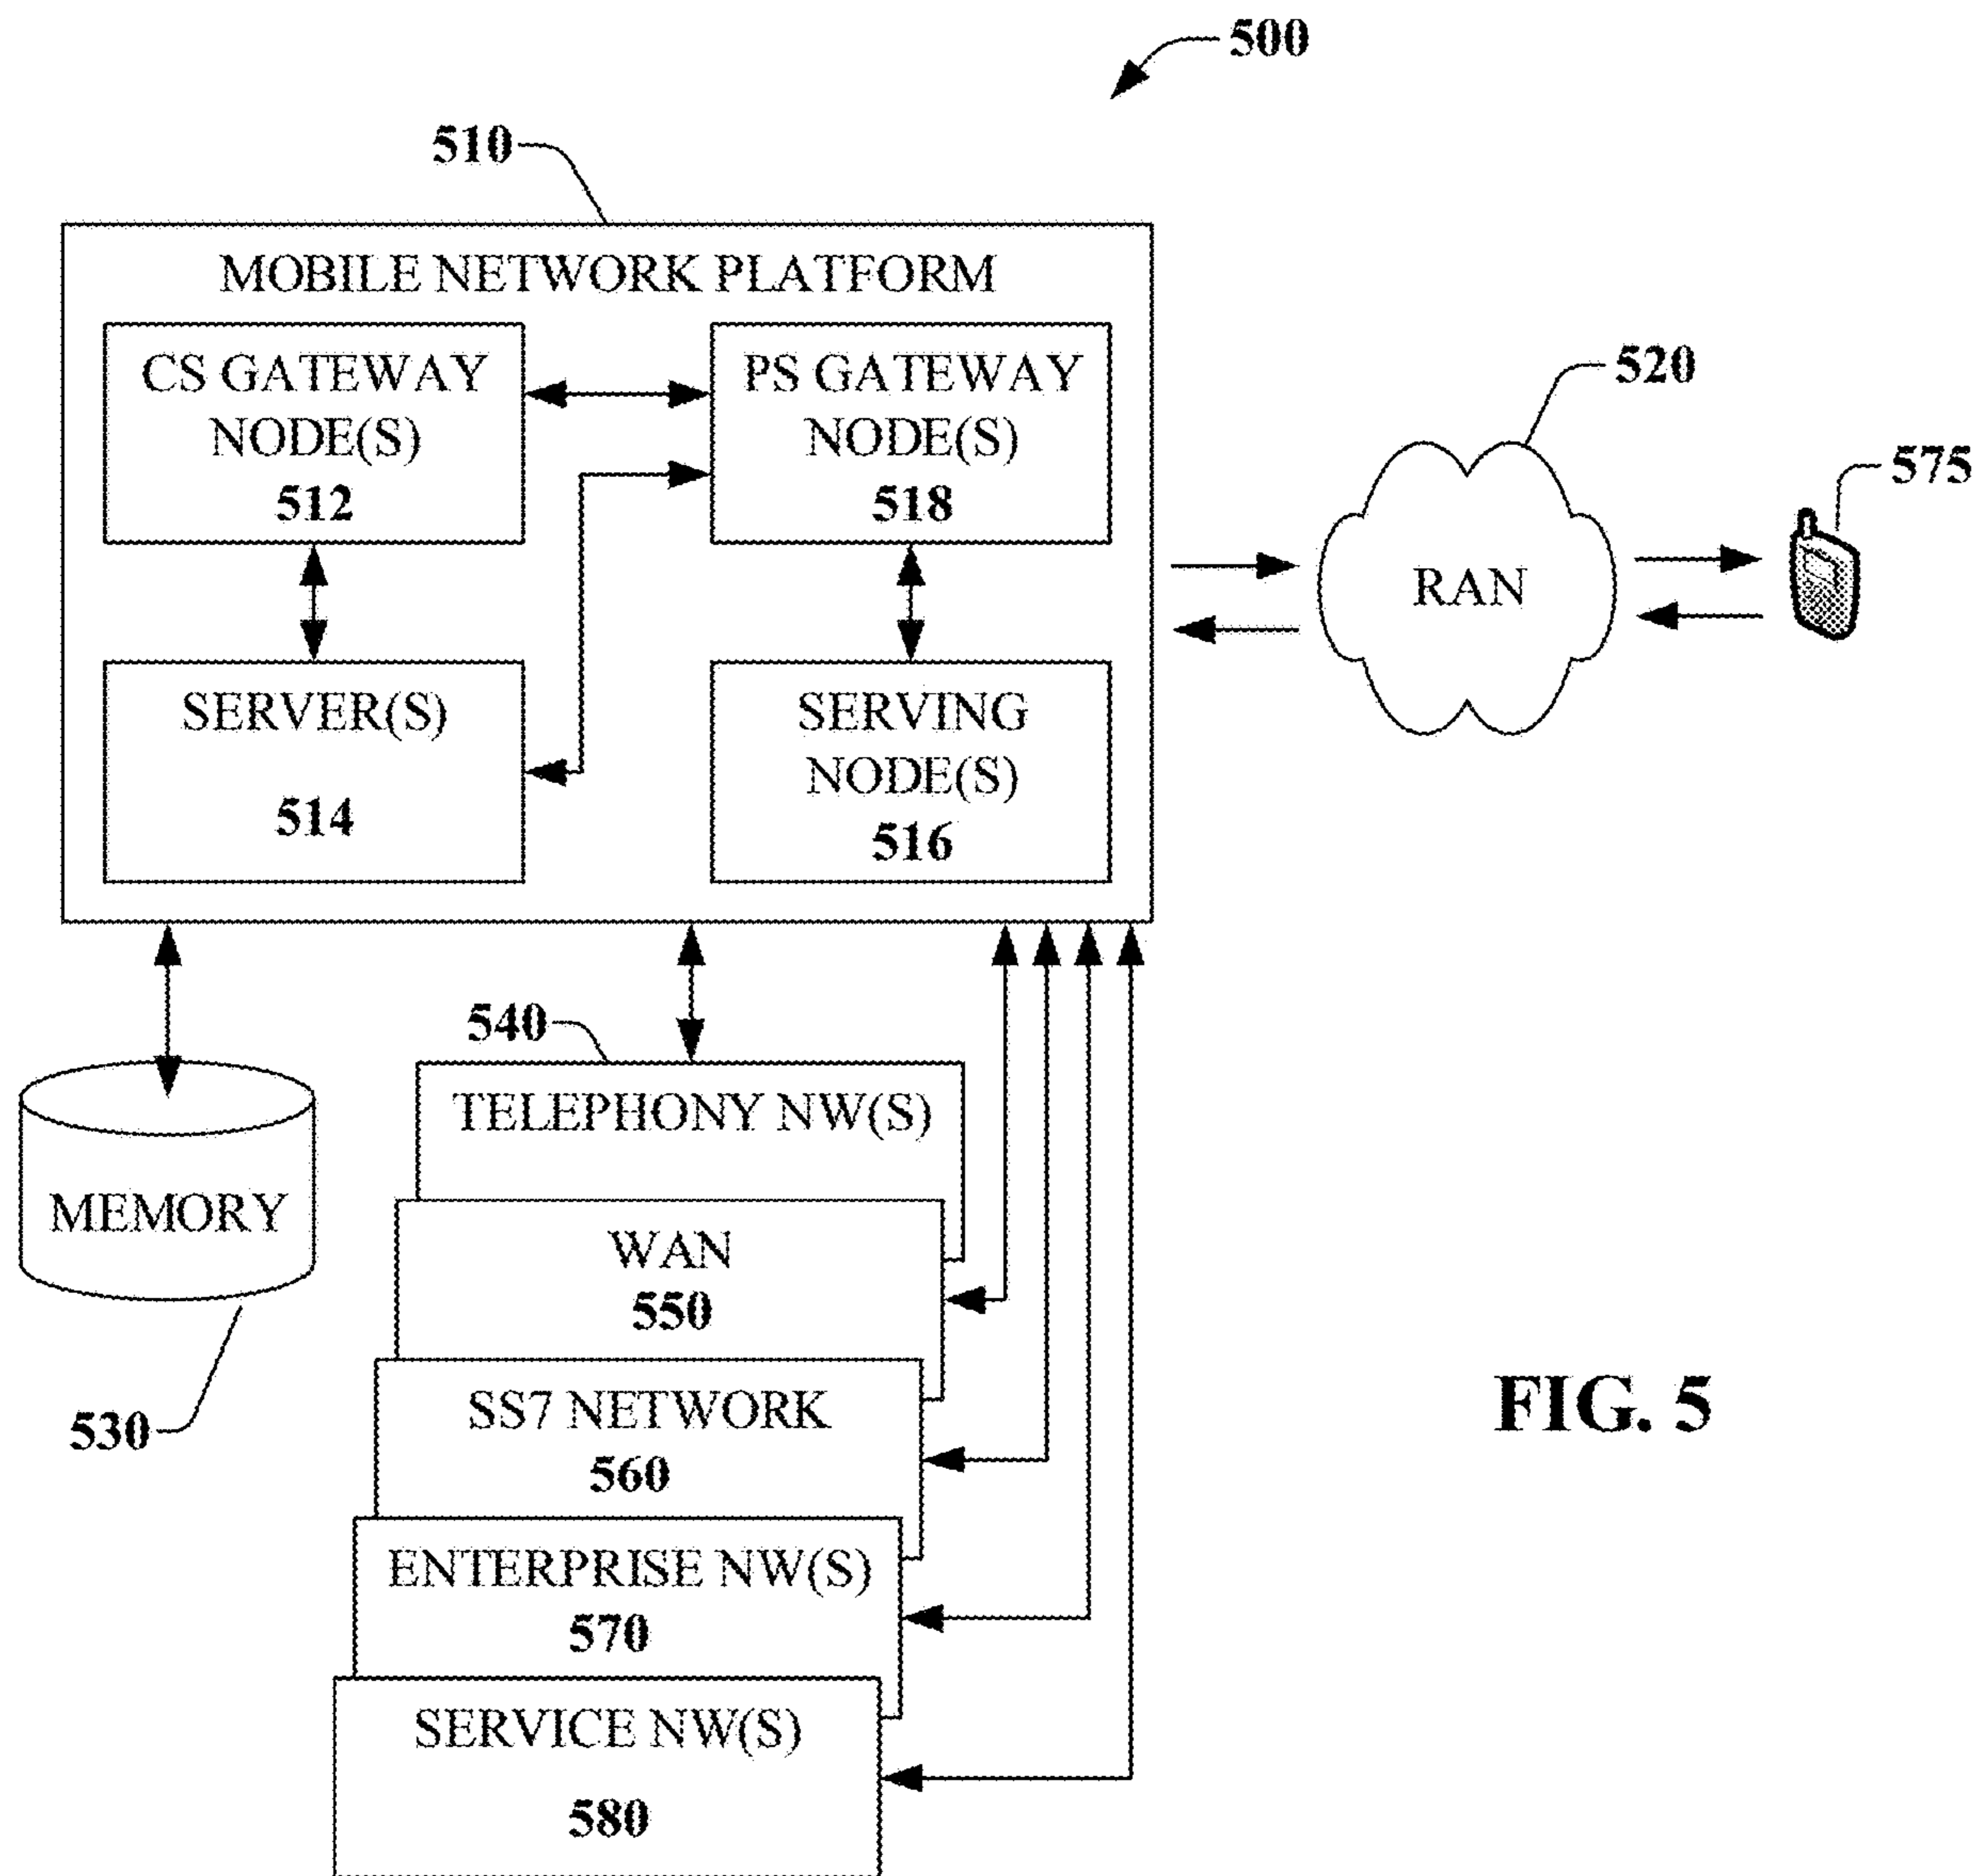 500
510
MOBILE NETWORK PLATFORM
CS GATEWAY
NODE(S)
512
PS GATEWAY
NODE(S)
518
520
575
RAN
SERVER(S)
514
SERVING
NODE(S)
516
540
TELEPHONY NW(S)
MEMORY
530
WAN
550
SS7 NETWORK
560
ENTERPRISE NW(S)
570
SERVICE NW(S)
580
FIG. 5